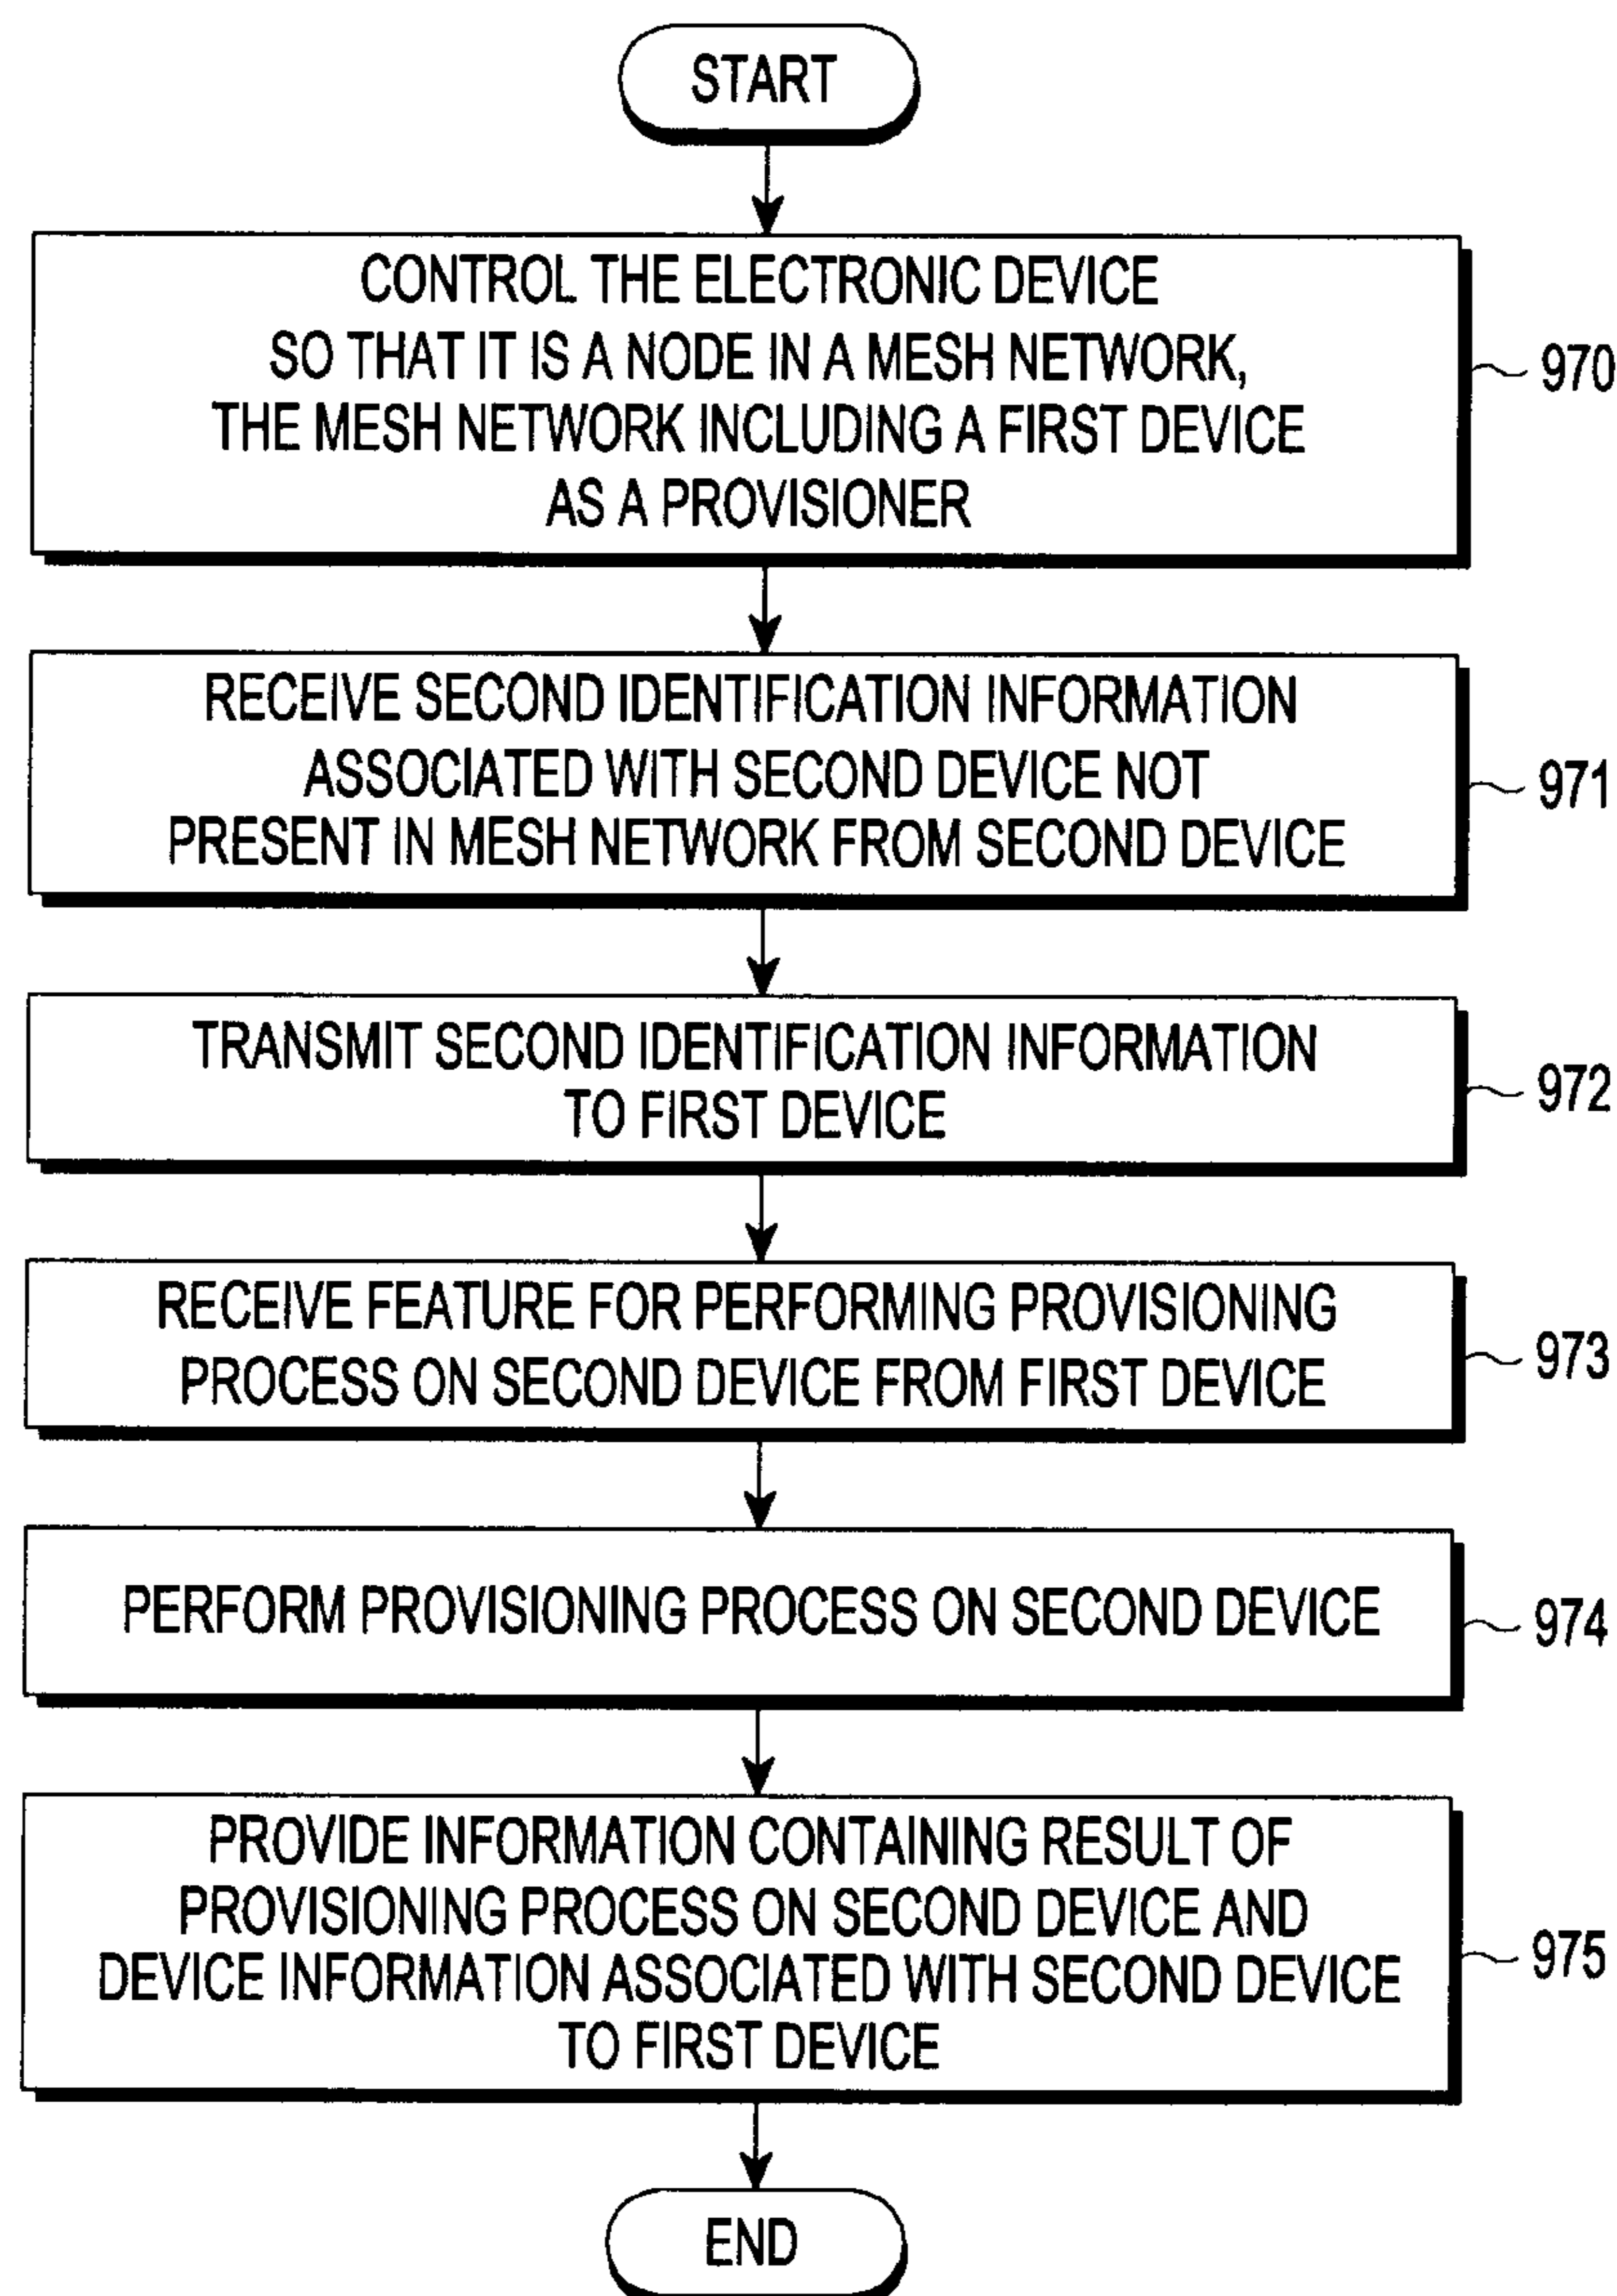 START
CONTROL THE ELECTRONIC DEVICE
SO THAT IT IS A NODE IN A MESH NETWORK,
THE MESH NETWORK INCLUDING A FIRST DEVICE
AS A PROVISIONER
970
RECEIVE SECOND IDENTIFICATION INFORMATION
ASSOCIATED WITH SECOND DEVICE NOT
PRESENT IN MESH NETWORK FROM SECOND DEVICE
971
TRANSMIT SECOND IDENTIFICATION INFORMATION
TO FIRST DEVICE
972
RECEIVE FEATURE FOR PERFORMING PROVISIONING
PROCESS ON SECOND DEVICE FROM FIRST DEVICE
973
PERFORM PROVISIONING PROCESS ON SECOND DEVICE
974
PROVIDE INFORMATION CONTAINING RESULT OF
PROVISIONING PROCESS ON SECOND DEVICE AND
DEVICE INFORMATION ASSOCIATED WITH SECOND DEVICE
TO FIRST DEVICE
975
END